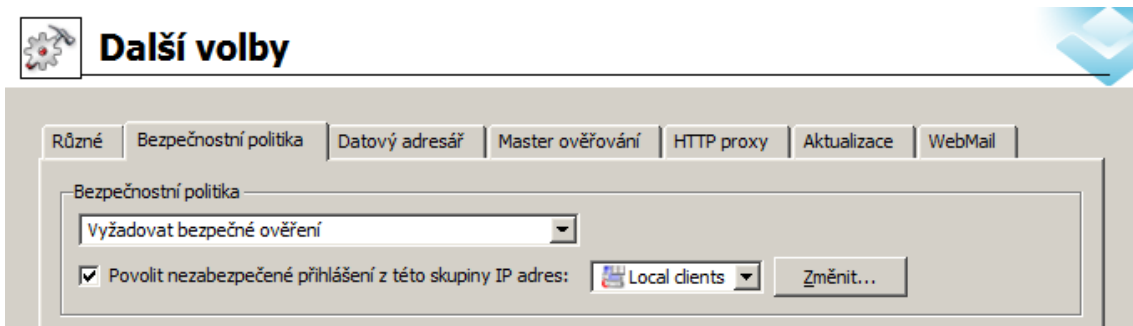 Další volby
Různé Bezpečnostní politika Datový adresář Master ověřování HTTP proxy Aktualizace WebMail
Bezpečnostní politika
Vyžadovat bezpečné ověření
Povolit nezabezpečené přihlášení z této skupiny IP adres: Local clients Změnit...